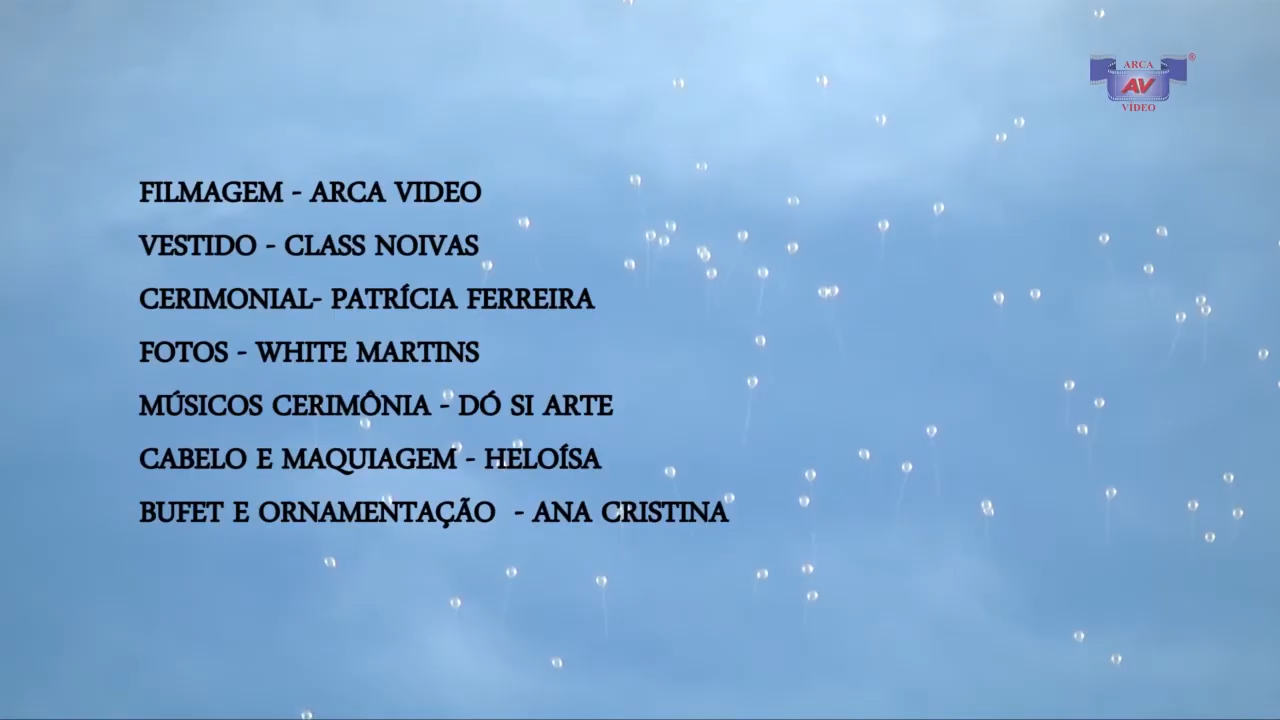 ARCA
AV
VIDEO
®
FILMAGEM - ARCA VIDEO
VESTIDO - CLASS NOIVAS
CERIMONIAL- PATRÍCIA FERREIRA
FOTOS - WHITE MARTINS
MÚSICOS CERIMÔNIA - DÓ SI ARTE
CABELO E MAQUIAGEM - HELOÍSA
BUFET E ORNAMENTAÇÃO - ANA CRISTINA